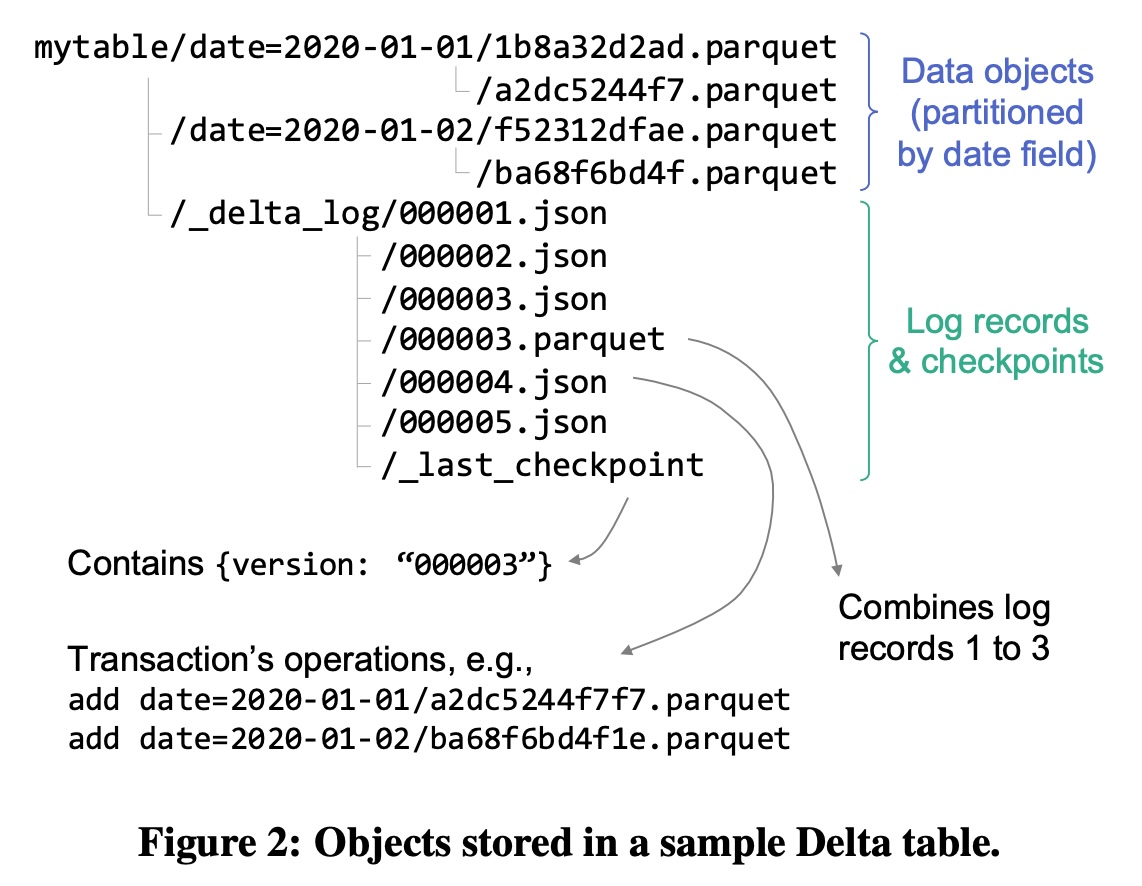 mytable/date=2020-01-01/1b8a32d2ad.parquet
/a2dc5244f7.parquet
/date=2020-01-02/f52312dfae.parquet
/ba68f6bd4f.parquet
/_delta_log/000001.json
/000002.json
/000003.json
/000003.parquet
/000004.json
/000005.json
/_last_checkpoint
Data objects
(partitioned
by date field)
Log records
& checkpoints
Contains {version: “000003”}
Combines log
records 1 to 3
Transaction’s operations, e.g.,
add date=2020-01-01/a2dc5244f7f7.parquet
add date=2020-01-02/ba68f6bd4f1e.parquet
Figure 2: Objects stored in a sample Delta table.